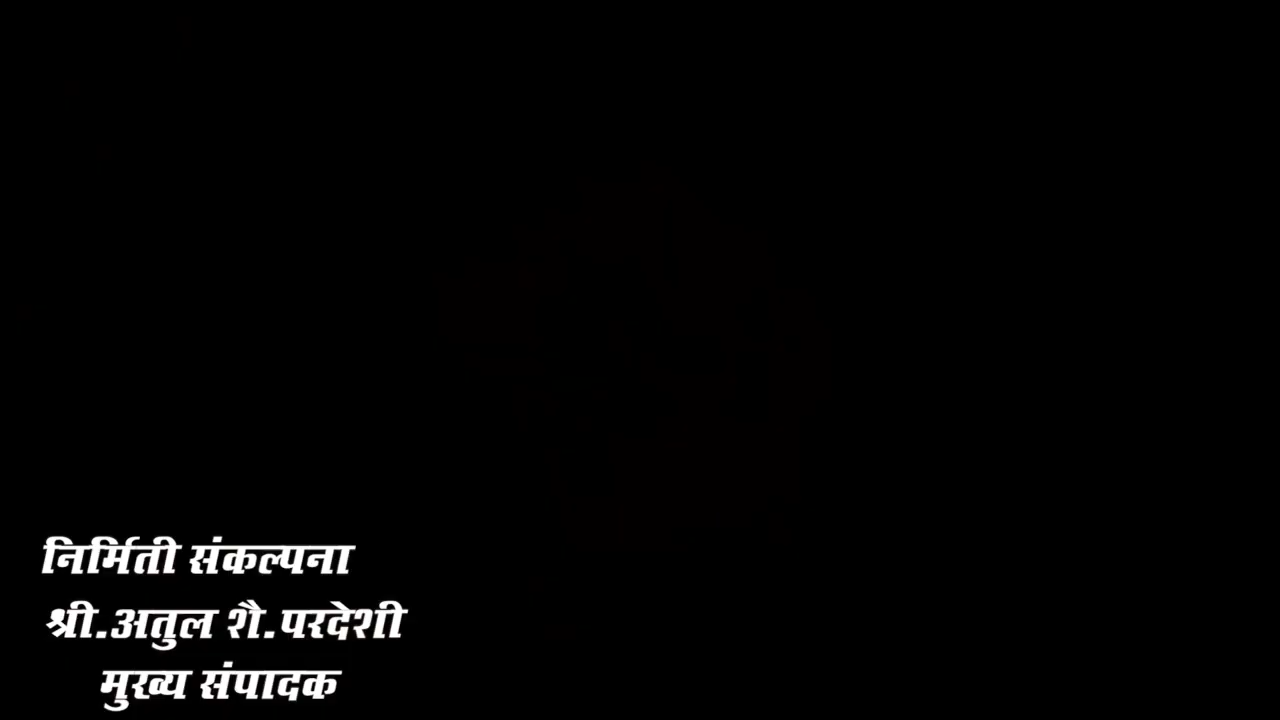 निर्मिती संकल्पना
श्री.अतुल शै.परदेशी
मुख्य संपादक